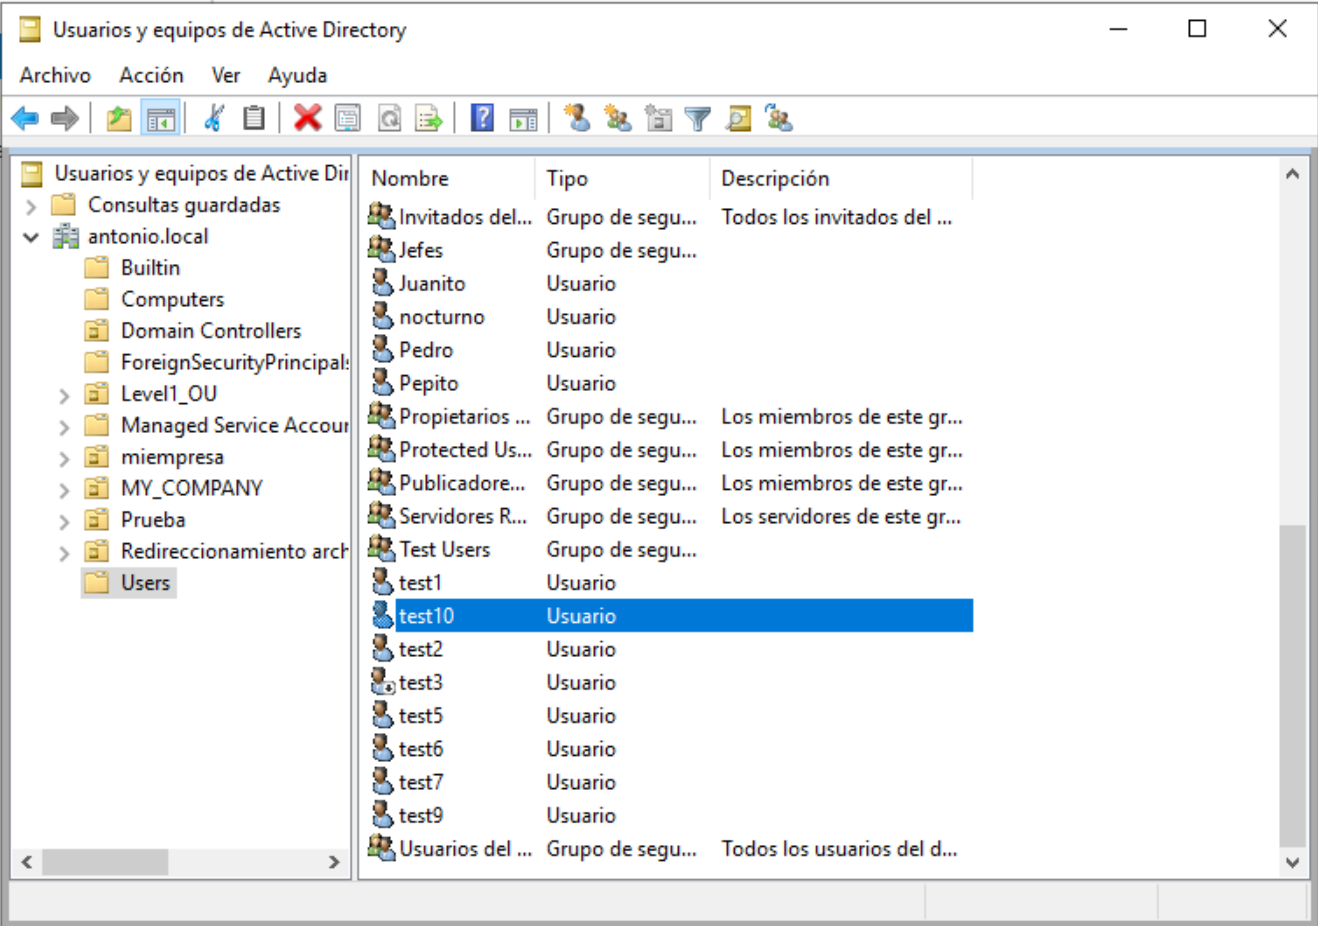 Usuarios y equipos de Active Directory
Archivo Acción Ver Ayuda
Usuarios y equipos de Active Dir
Consultas guardadas
antonio.local
Builtin
Computers
Domain Controllers
ForeignSecurityPrincipals
Level1_OU
Managed Service Accour
miempresa
MY_COMPANY
Prueba
Redireccionamiento arch
Users
Nombre Tipo Descripción
Invitados del... Grupo de segu... Todos los invitados del ...
Jefes Grupo de segu...
Juanito Usuario
nocturno Usuario
Pedro Usuario
Pepito Usuario
Propietarios ... Grupo de segu... Los miembros de este gr...
Protected Us... Grupo de segu... Los miembros de este gr...
Publicadore... Grupo de segu... Los miembros de este gr...
Servidores R... Grupo de segu... Los servidores de este gr...
Test Users Grupo de segu...
test1 Usuario
test10 Usuario
test2 Usuario
test3 Usuario
test5 Usuario
test6 Usuario
test7 Usuario
test9 Usuario
Usuarios del ... Grupo de segu... Todos los usuarios del d...